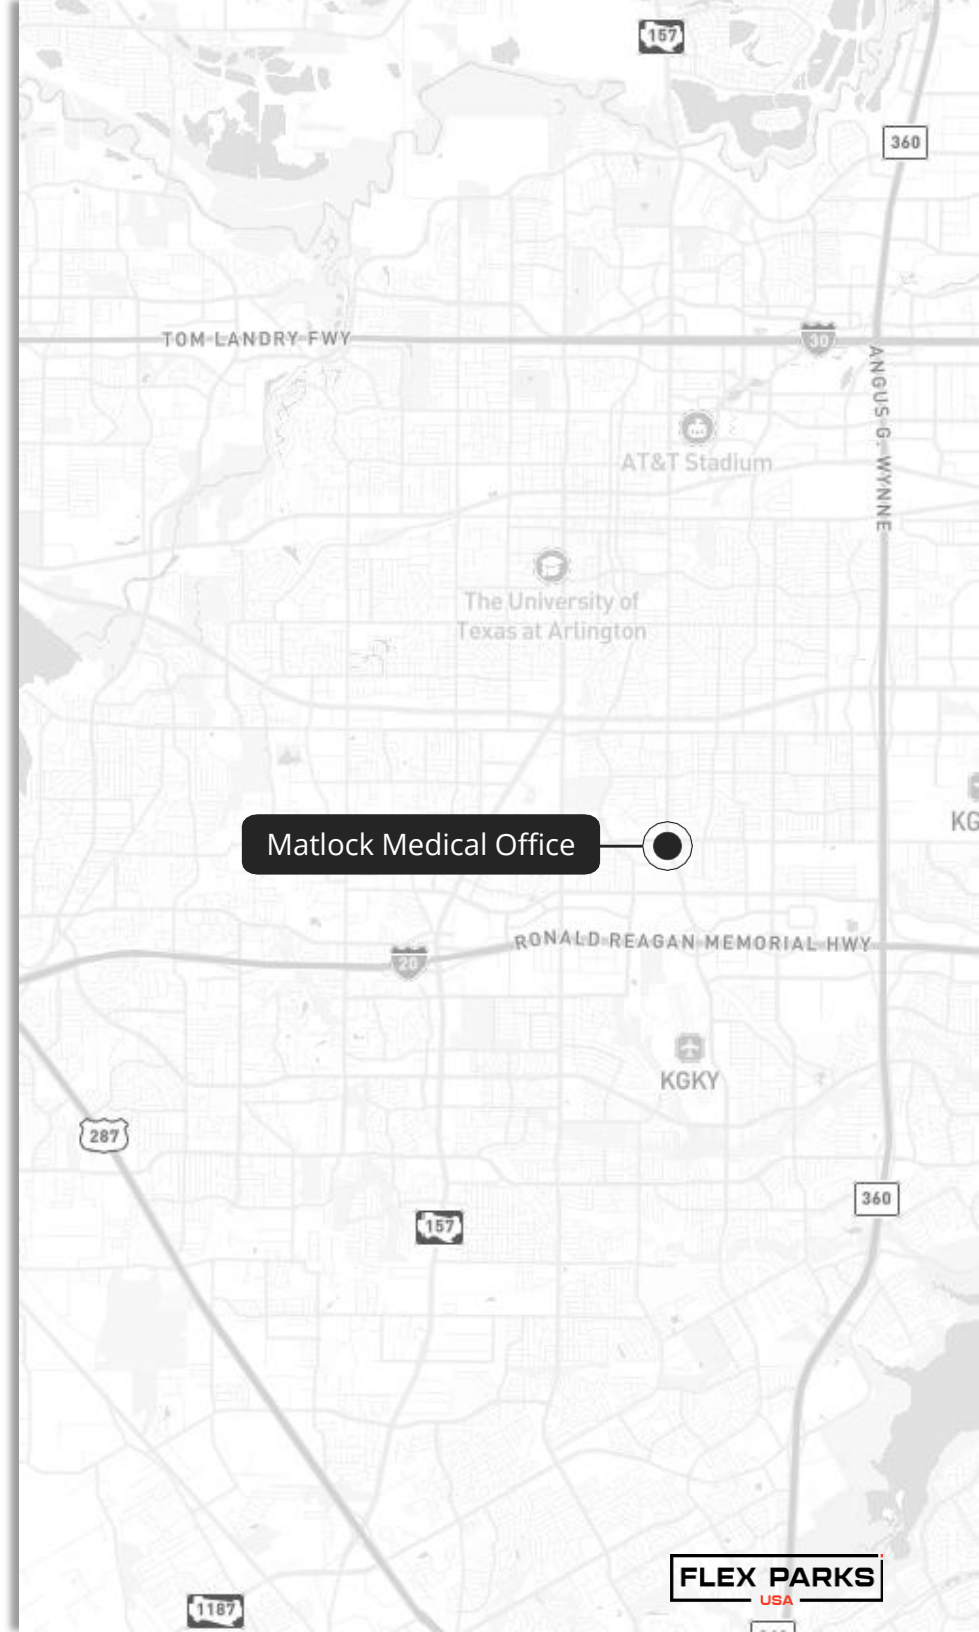 157
360
TOM LANDRY FWY
30
ANGUS G. WYNNE
AT&T Stadium
The University of
Texas at Arlington
KG
Matlock Medical Office
RONALD REAGAN MEMORIAL HWY
20
KGKY
287
360
157
FLEX PARKS
USA
1187